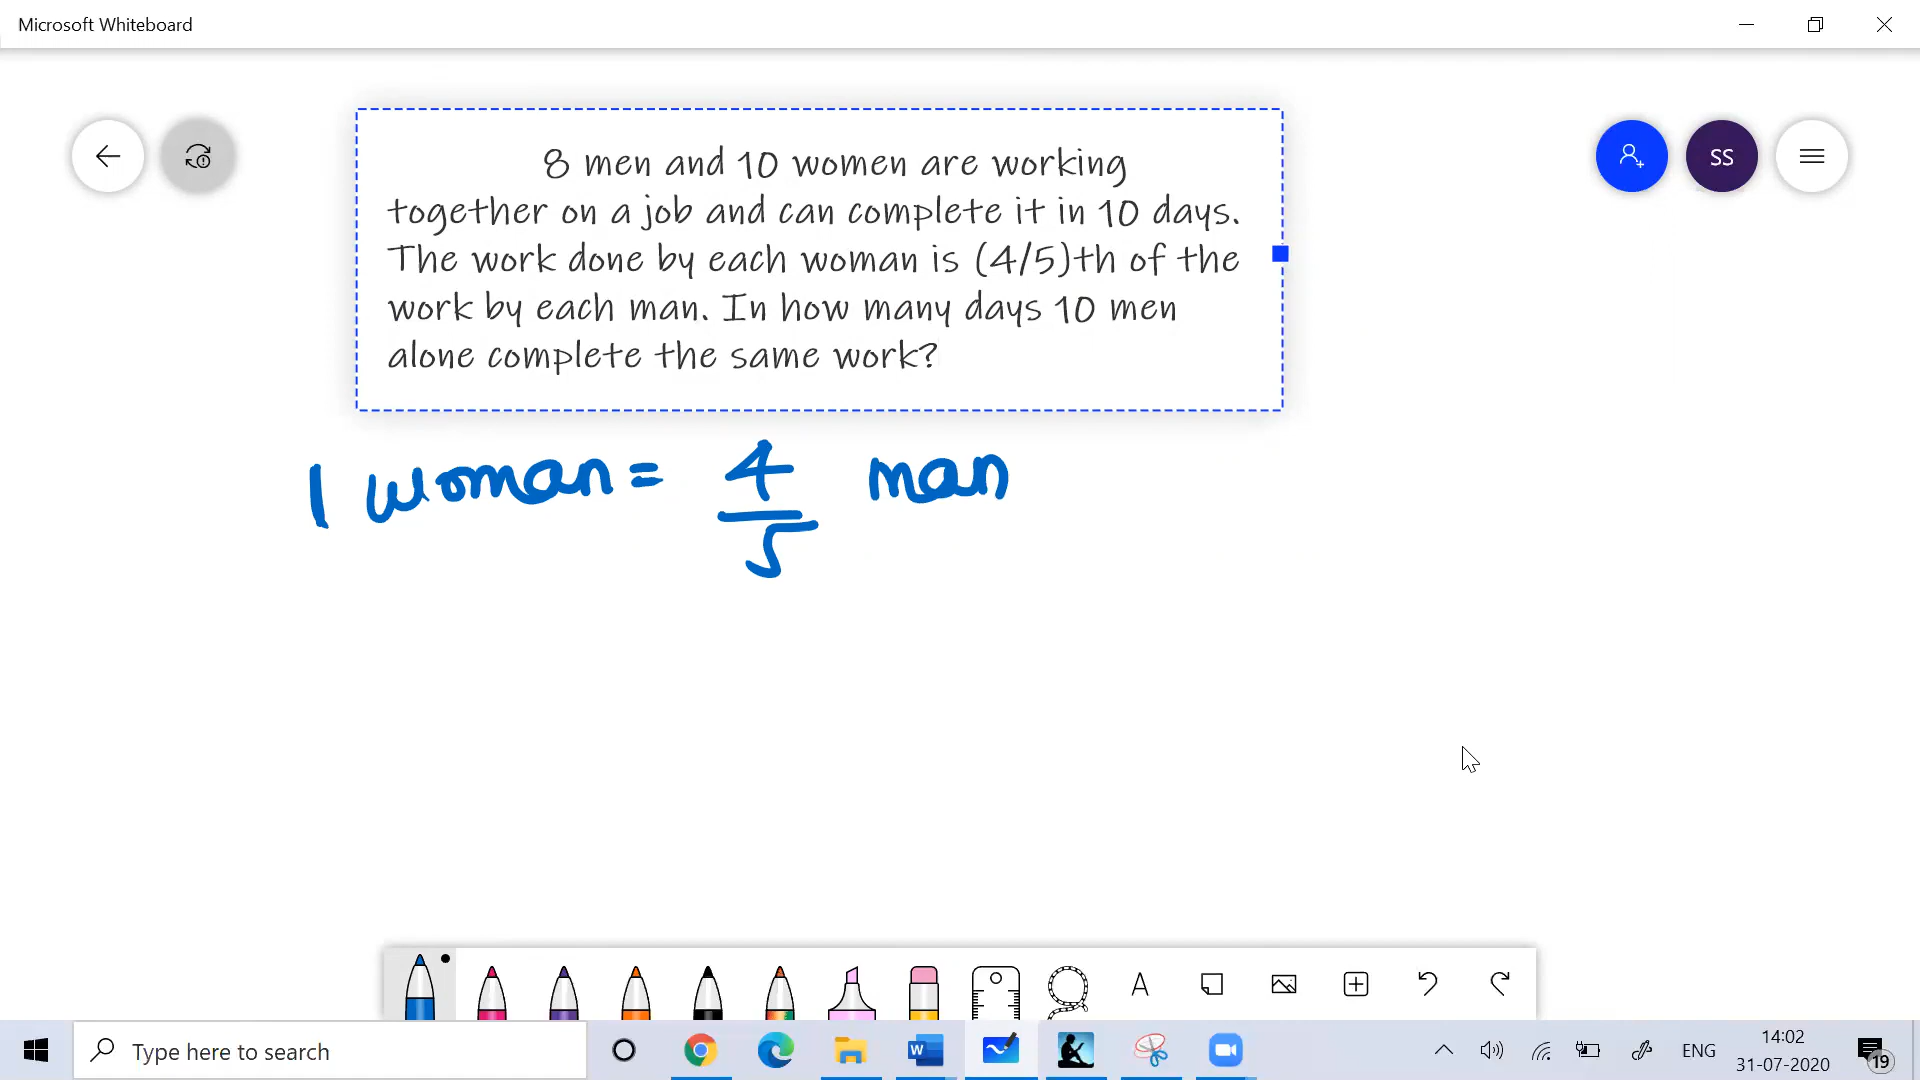 Microsoft Whiteboard
8 men and 10 women are working
together on a job and can complete it in 10 days.
The work done by each woman is (4/5)th of the
work by each man. In how many days 10 men
alone complete the same work?
SS
1 woman = 4/5 man
A
Type here to search
W
ENG
14:02
31-07-2020
19